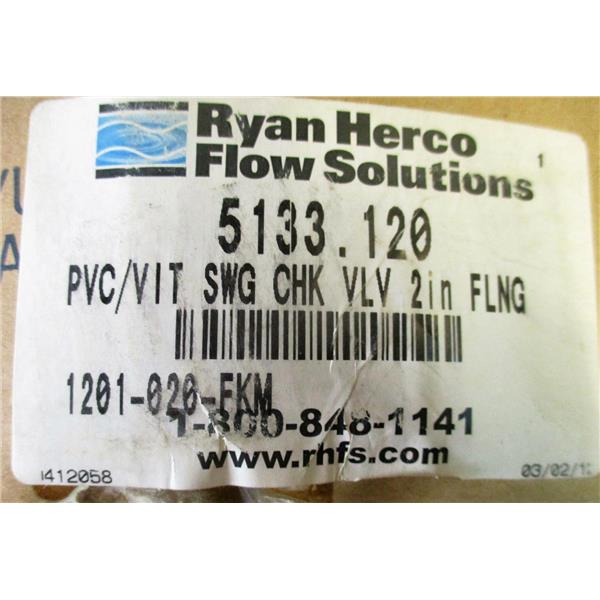 Ryan Herco
Flow Solutions
1
5133.120
PVC/VIT SWG CHK VLV 2in FLNG
1201-020-FKM
1-800-848-1141
www.rhfs.com
1412058